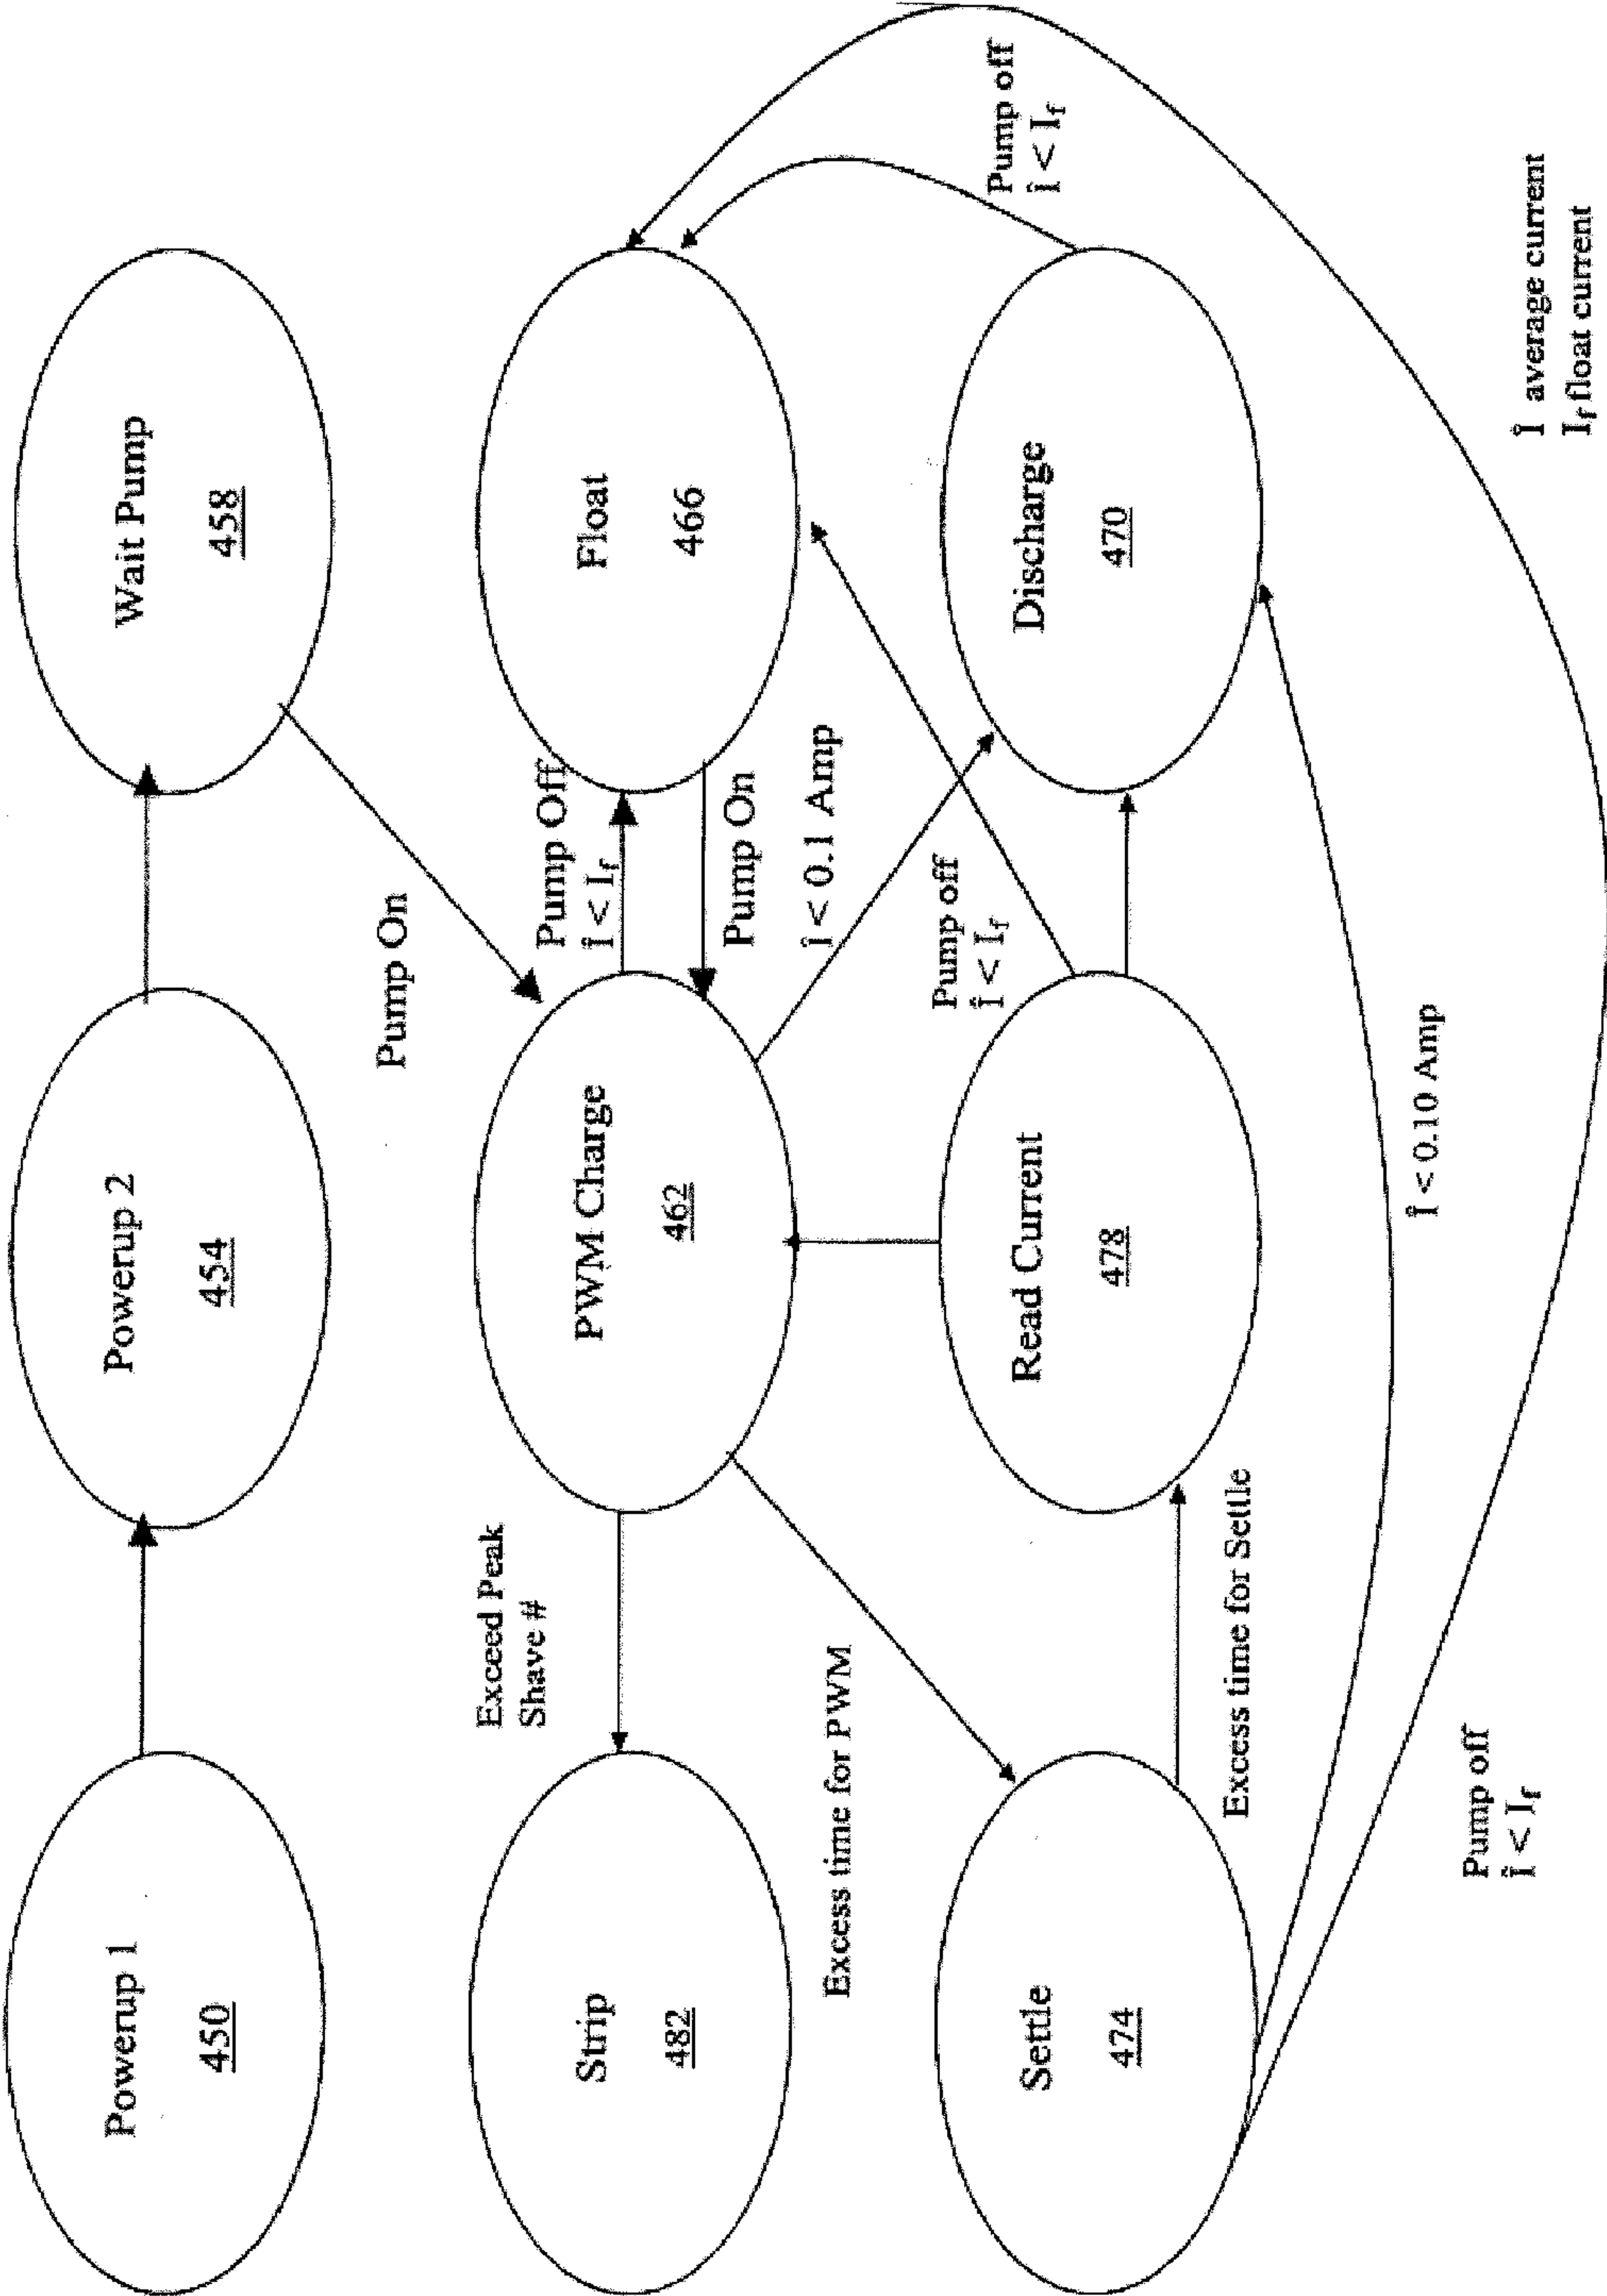 Powerup 1
450
Powerup 2
454
Wait Pump
458
Pump On
Strip
482
Exceed Peak
Shave #
PWM Charge
462
Pump Off
Î < If
Pump On
Float
466
Excess time for PWM
Î < 0.1 Amp
Settle
474
Excess time for Settle
Read Current
478
Pump off
Î < If
Discharge
470
Pump off
Î < If
Î < 0.10 Amp
Pump off
Î < If
Î average current
If float current